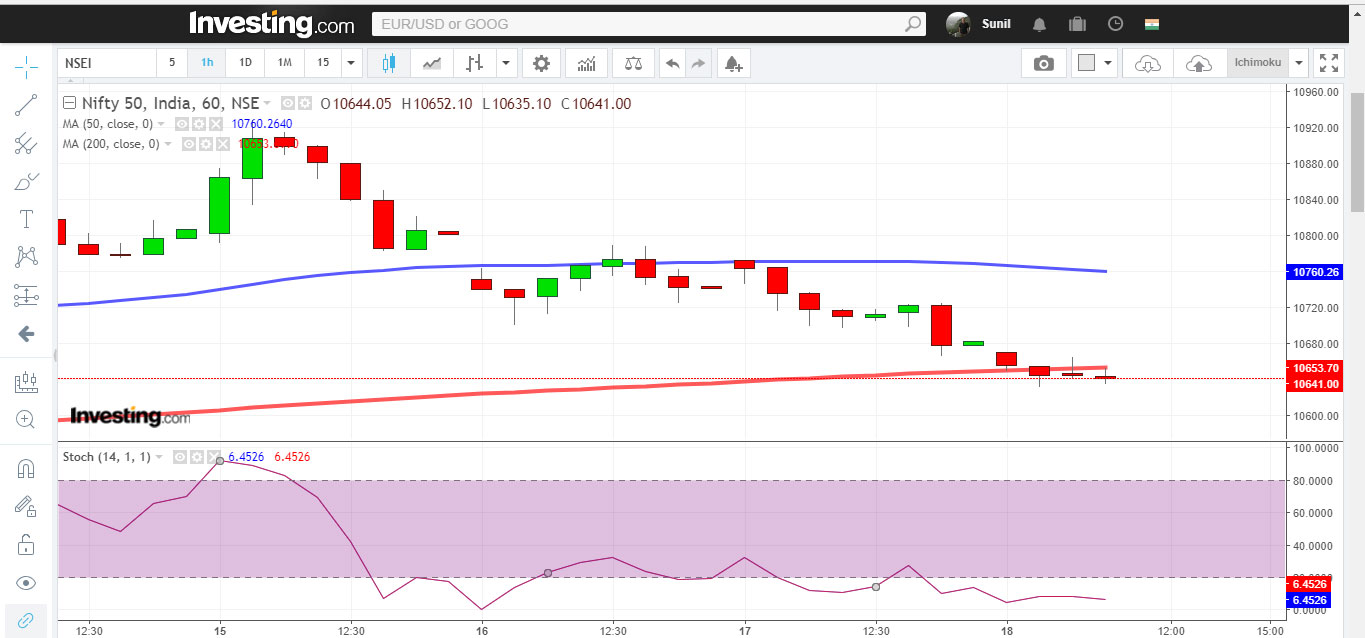 Investing.com
EUR/USD or GOOG
Sunil
NSEI
5
1h
1D
1M
15
Ichimoku
Nifty 50, India, 60, NSE O10644.05 H10652.10 L10635.10 C10641.00
MA (50, close, 0) 10760.2640
MA (200, close, 0)
10960.00
10920.00
10880.00
10840.00
10800.00
10760.26
10720.00
10680.00
10653.70
10641.00
10600.00
Investing.com
Stoch (14, 1, 1) 6.4526 6.4526
100.0000
80.0000
60.0000
40.0000
6.4526
6.4526
0.0000
12:30 15 12:30 16 12:30 17 12:30 18 12:00 15:00